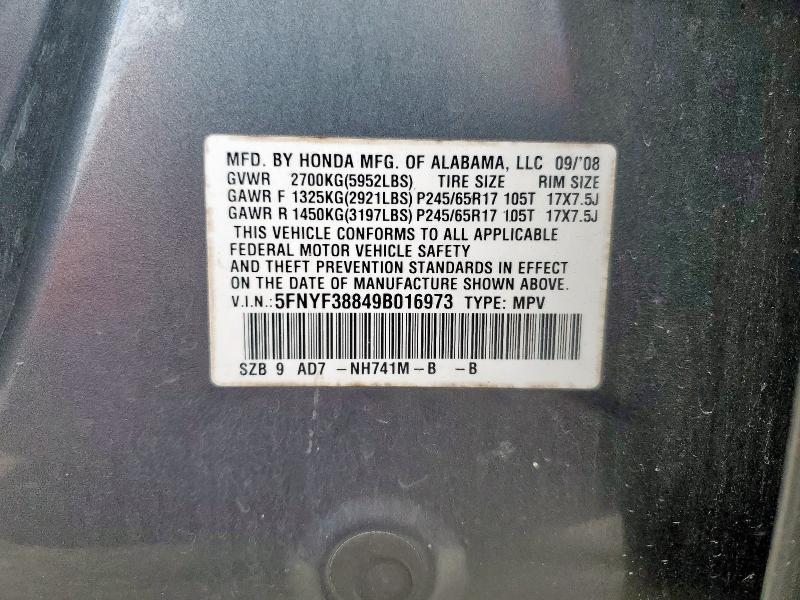 MFD. BY HONDA MFG. OF ALABAMA, LLC 09/'08
GVWR 2700KG(5952LBS) TIRE SIZE RIM SIZE
GAWR F 1325KG(2921LBS) P245/65R17 105T 17X7.5J
GAWR R 1450KG(3197LBS) P245/65R17 105T 17X7.5J
THIS VEHICLE CONFORMS TO ALL APPLICABLE
FEDERAL MOTOR VEHICLE SAFETY
AND THEFT PREVENTION STANDARDS IN EFFECT
ON THE DATE OF MANUFACTURE SHOWN ABOVE.
V.I.N.:5FNYF38849B016973 TYPE: MPV
SZB 9 AD7 -NH741M-B -B